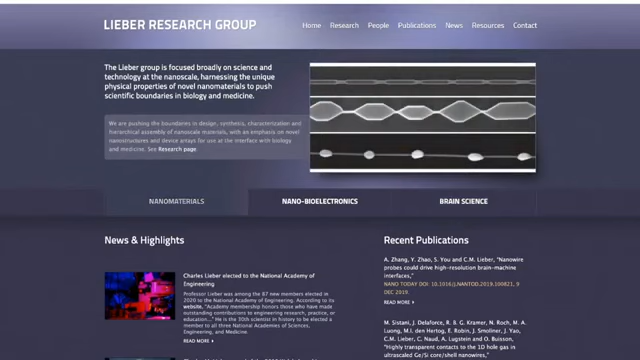 LIEBER RESEARCH GROUP
Home Research People Publications News Resources Contact
The Lieber group is focused broadly on science and
technology at the nanoscale, harnessing the unique
physical properties of novel nanomaterials to push
scientific boundaries in biology and medicine.
We are pushing the boundaries in design, synthesis, characterization and
hierarchical assembly of nanoscale materials, with an emphasis on novel
nanostructures and device arrays for use at the interface with biology
and medicine. See Research page.
NANOMATERIALS NANO-BIOELECTRONICS BRAIN SCIENCE
News & Highlights
Charles Lieber elected to the National Academy of
Engineering
Professor Lieber was among the 87 new members elected in
2020 to the National Academy of Engineering. According to its
website, "Academy membership honors those who have made
outstanding contributions to engineering research, practice, or
education..." He is the 35th scientist in history to be elected a
member to all three National Academies of Sciences,
Engineering, and Medicine.
READ MORE
Recent Publications
A. Zhang, Y. Zhao, S. You and C.M. Lieber, "Nanowire
probes could drive high-resolution brain-machine
interfaces,"
NANO TODAY DOI: 10.1016/J.NANTOD.2019.100821, 9
DEC 2019.
READ MORE
M. Sistani, J. Delaforce, R. B. G. Kramer, N. Roch, M. A.
Luong, M.I. den Hertog, E. Robin, J. Smoliner, J. Yao,
C.M. Lieber, C. Naud, A. Lugstein and O. Buisson,
"Highly transparent contacts to the 1D hole gas in
ultrascaled Ge/Si core/shell nanowires,"